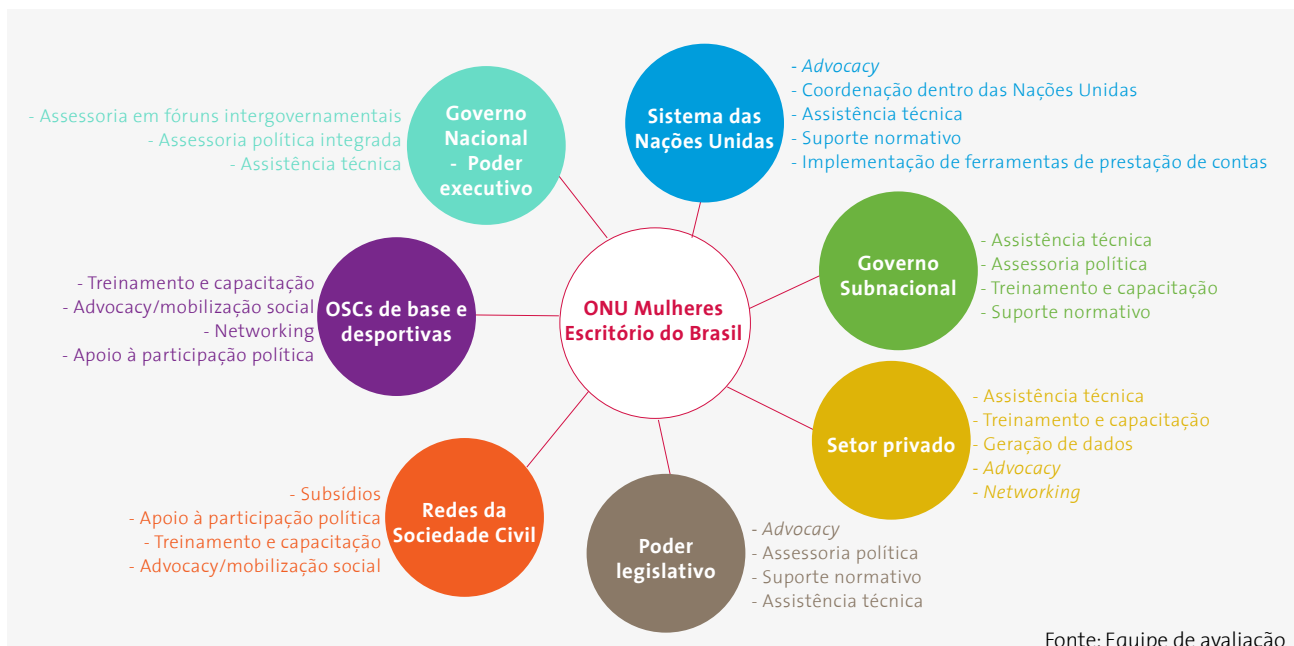 Governo
Nacional
- Poder
executivo
- Assessoria em fóruns intergovernamentais
- Assessoria política integrada
- Assistência técnica
Sistema das
Nações Unidas
- Advocacy
- Coordenação dentro das Nações Unidas
- Assistência técnica
- Suporte normativo
- Implementação de ferramentas de prestação de contas
Governo
Subnacional
- Assistência técnica
- Assessoria política
- Treinamento e capacitação
- Suporte normativo
OSCs de base e
desportivas
- Treinamento e capacitação
- Advocacy/mobilização social
- Networking
- Apoio à participação política
ONU Mulheres
Escritório do Brasil
Setor privado
- Assistência técnica
- Treinamento e capacitação
- Geração de dados
- Advocacy
- Networking
Redes da
Sociedade Civil
- Subsídios
- Apoio à participação política
- Treinamento e capacitação
- Advocacy/mobilização social
Poder
legislativo
- Advocacy
- Assessoria política
- Suporte normativo
- Assistência técnica
Fonte: Equipe de avaliação